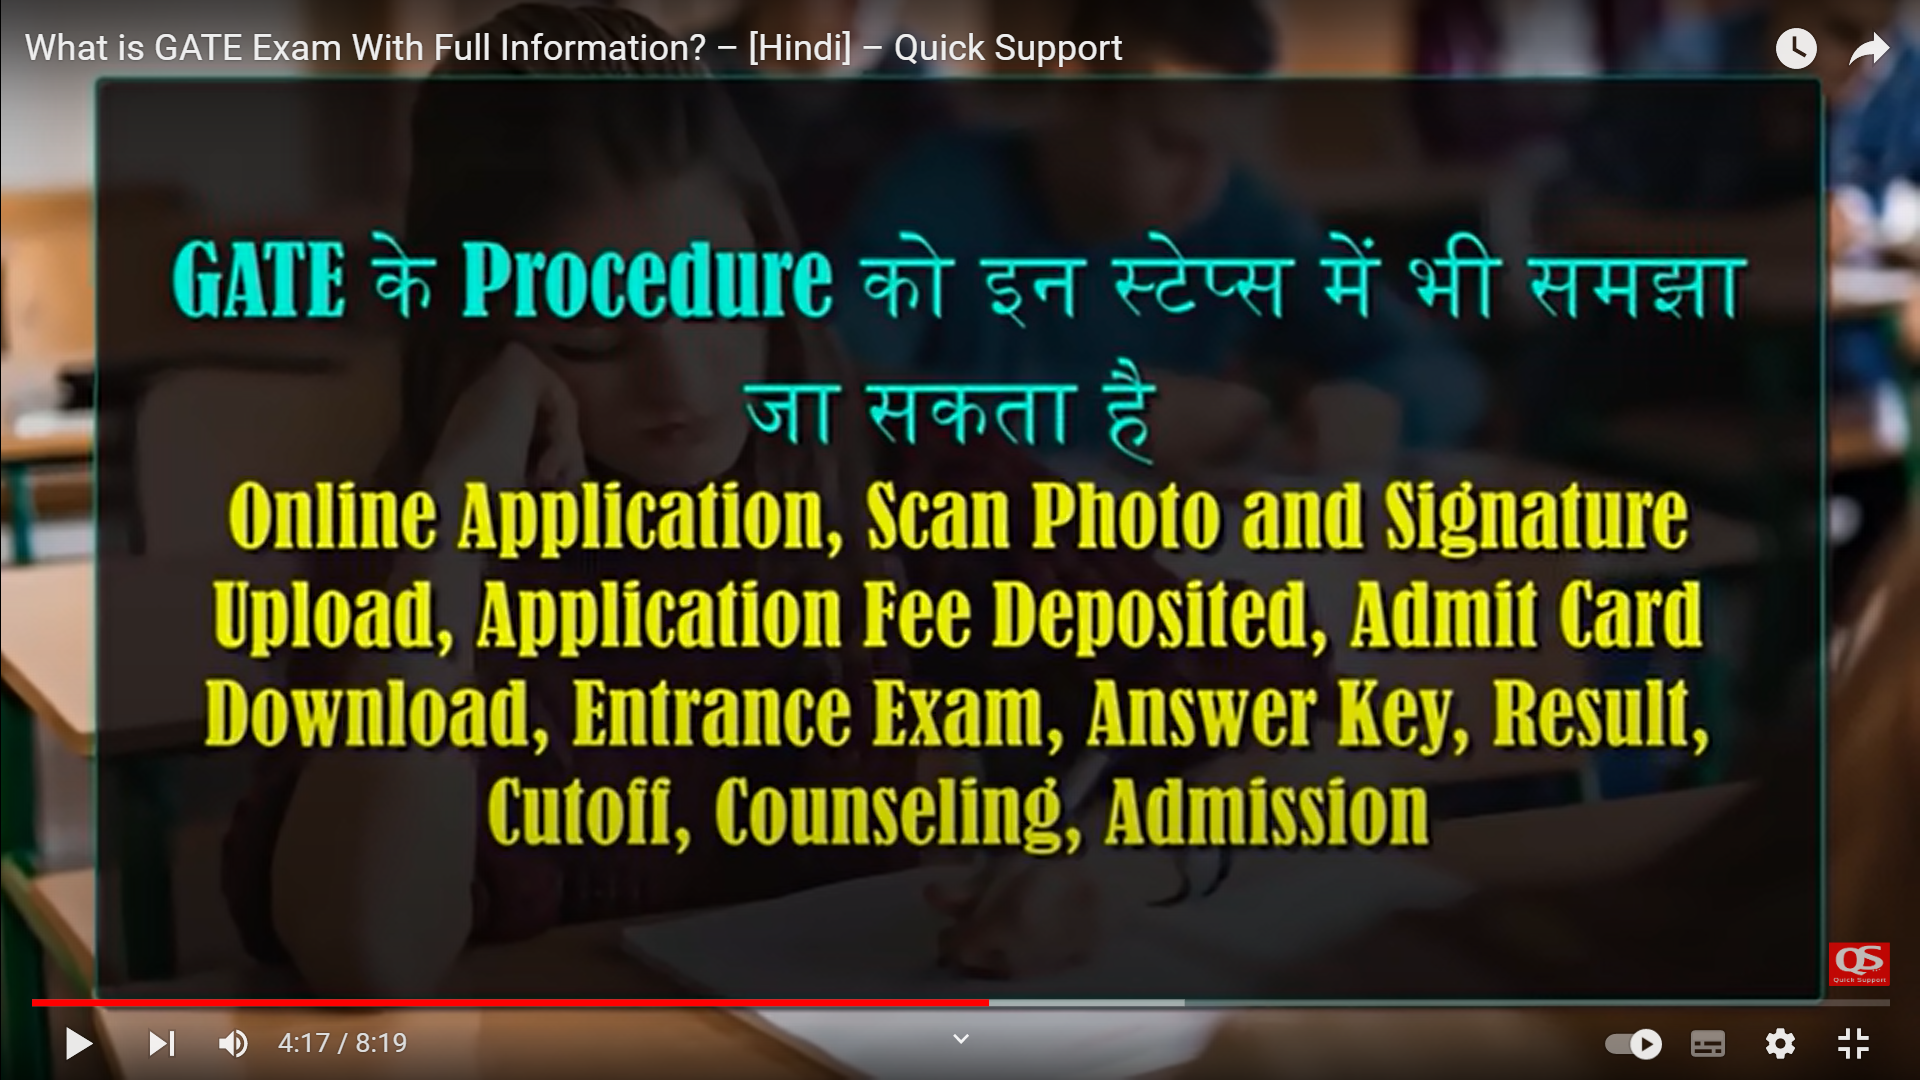 What is GATE Exam With Full Information? – [Hindi] – Quick Support
GATE के Procedure को इन स्टेप्स में भी समझा
जा सकता है
Online Application, Scan Photo and Signature
Upload, Application Fee Deposited, Admit Card
Download, Entrance Exam, Answer Key, Result,
Cutoff, Counseling, Admission
QS
Quick Support
4:17 / 8:19